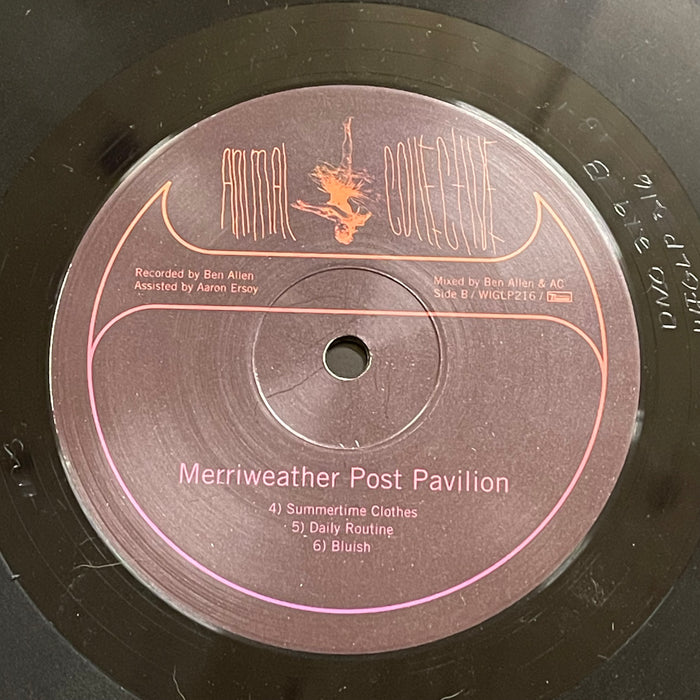 ANIMAL COLLECTIVE
Recorded by Ben Allen
Assisted by Aaron Ersoy
Mixed by Ben Allen & AC
Side B / WIGLP216 /
Merriweather Post Pavilion
4) Summertime Clothes
5) Daily Routine
6) Bluish